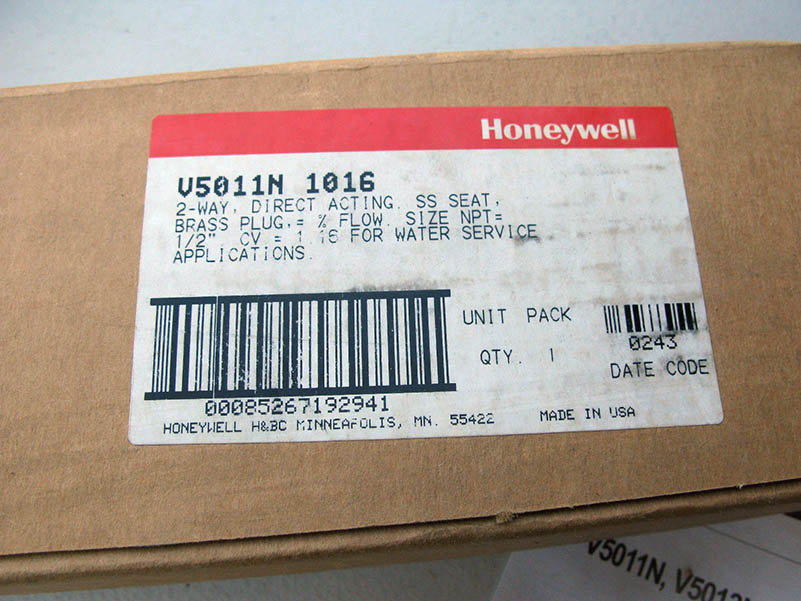 Honeywell
V5011N 1016
2-WAY, DIRECT ACTING. SS SEAT,
BRASS PLUG,= % FLOW. SIZE NPT=
1/2". CV = 1.16 FOR WATER SERVICE
APPLICATIONS.
UNIT PACK
QTY. 1
0243
DATE CODE
00085267192941
HONEYWELL H&BC MINNEAPOLIS, MN. 55422 MADE IN USA
V5011N,